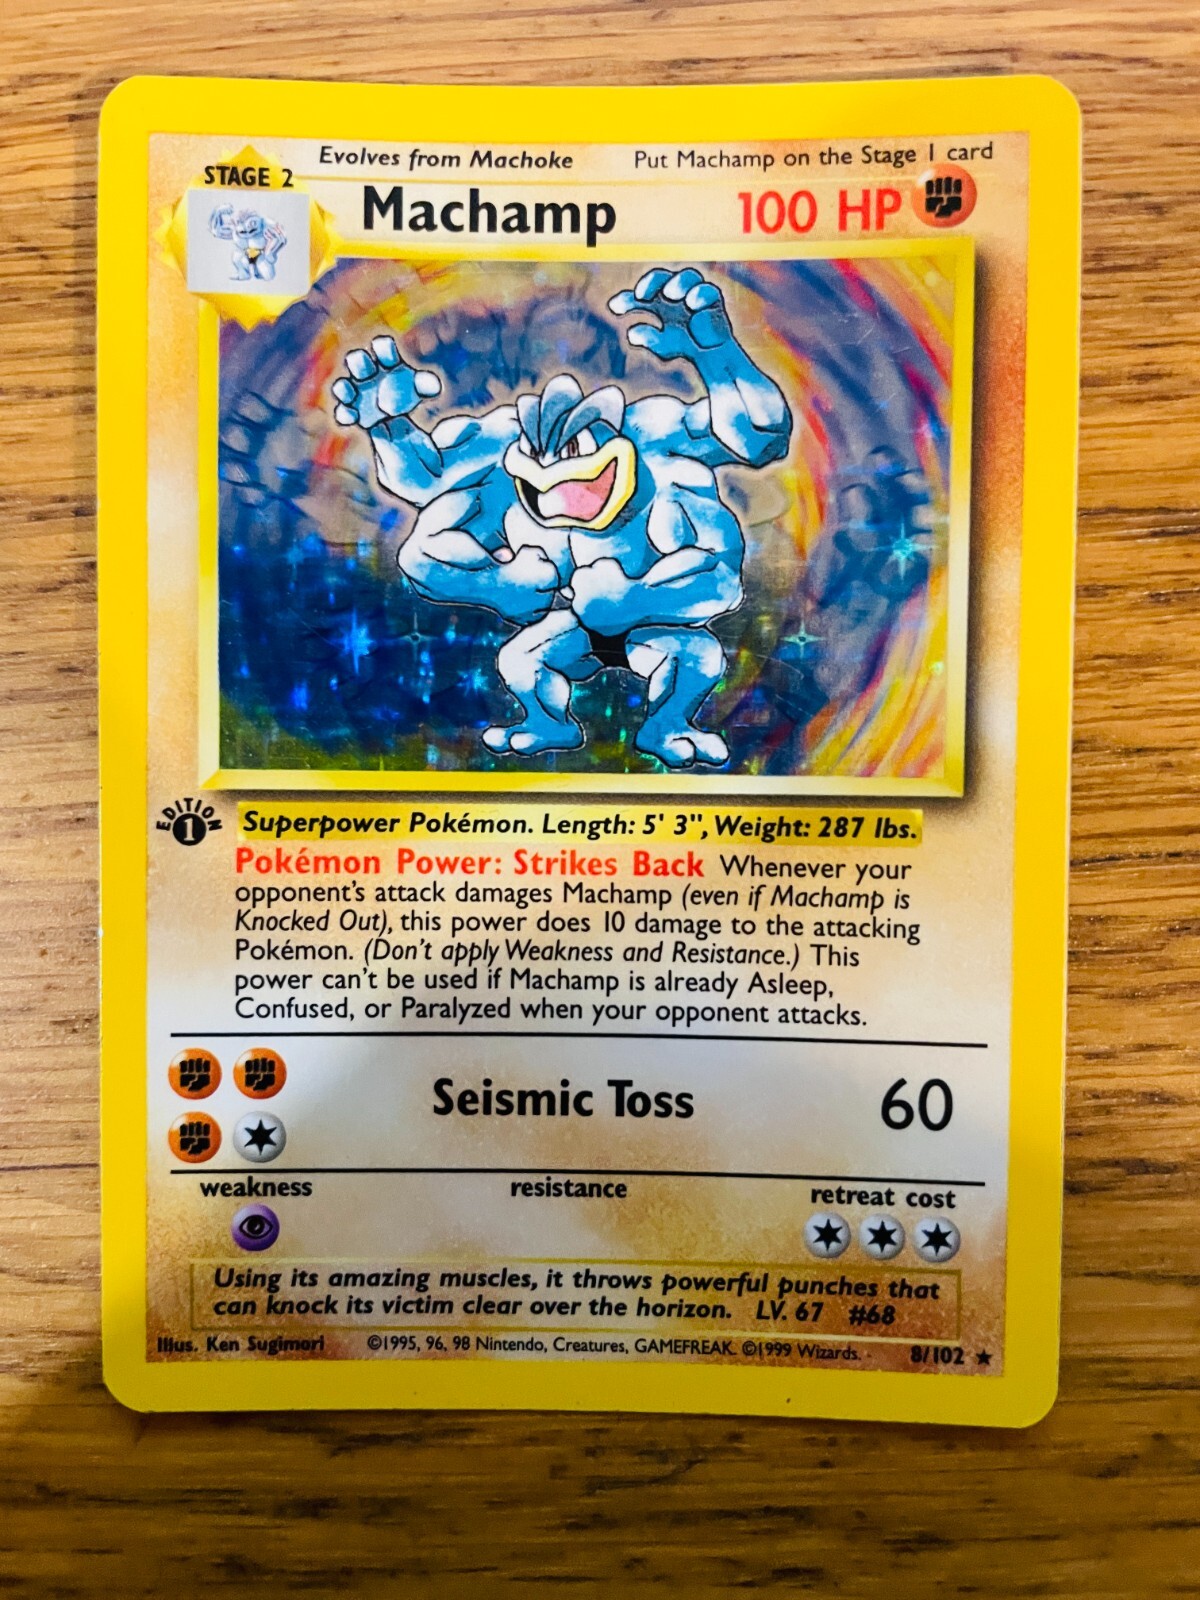 Evolves from Machoke Put Machamp on the Stage 1 card
STAGE 2
Machamp 100 HP
EDITION
1
Superpower Pokémon. Length: 5' 3", Weight: 287 lbs.
Pokémon Power: Strikes Back Whenever your
opponent's attack damages Machamp (even if Machamp is
Knocked Out), this power does 10 damage to the attacking
Pokémon. (Don't apply Weakness and Resistance.) This
power can't be used if Machamp is already Asleep,
Confused, or Paralyzed when your opponent attacks.
Seismic Toss 60
weakness resistance retreat cost
Using its amazing muscles, it throws powerful punches that
can knock its victim clear over the horizon. LV. 67 #68
Illus. Ken Sugimori ©1995, 96, 98 Nintendo, Creatures, GAMEFREAK. ©1999 Wizards. 8/102 ★